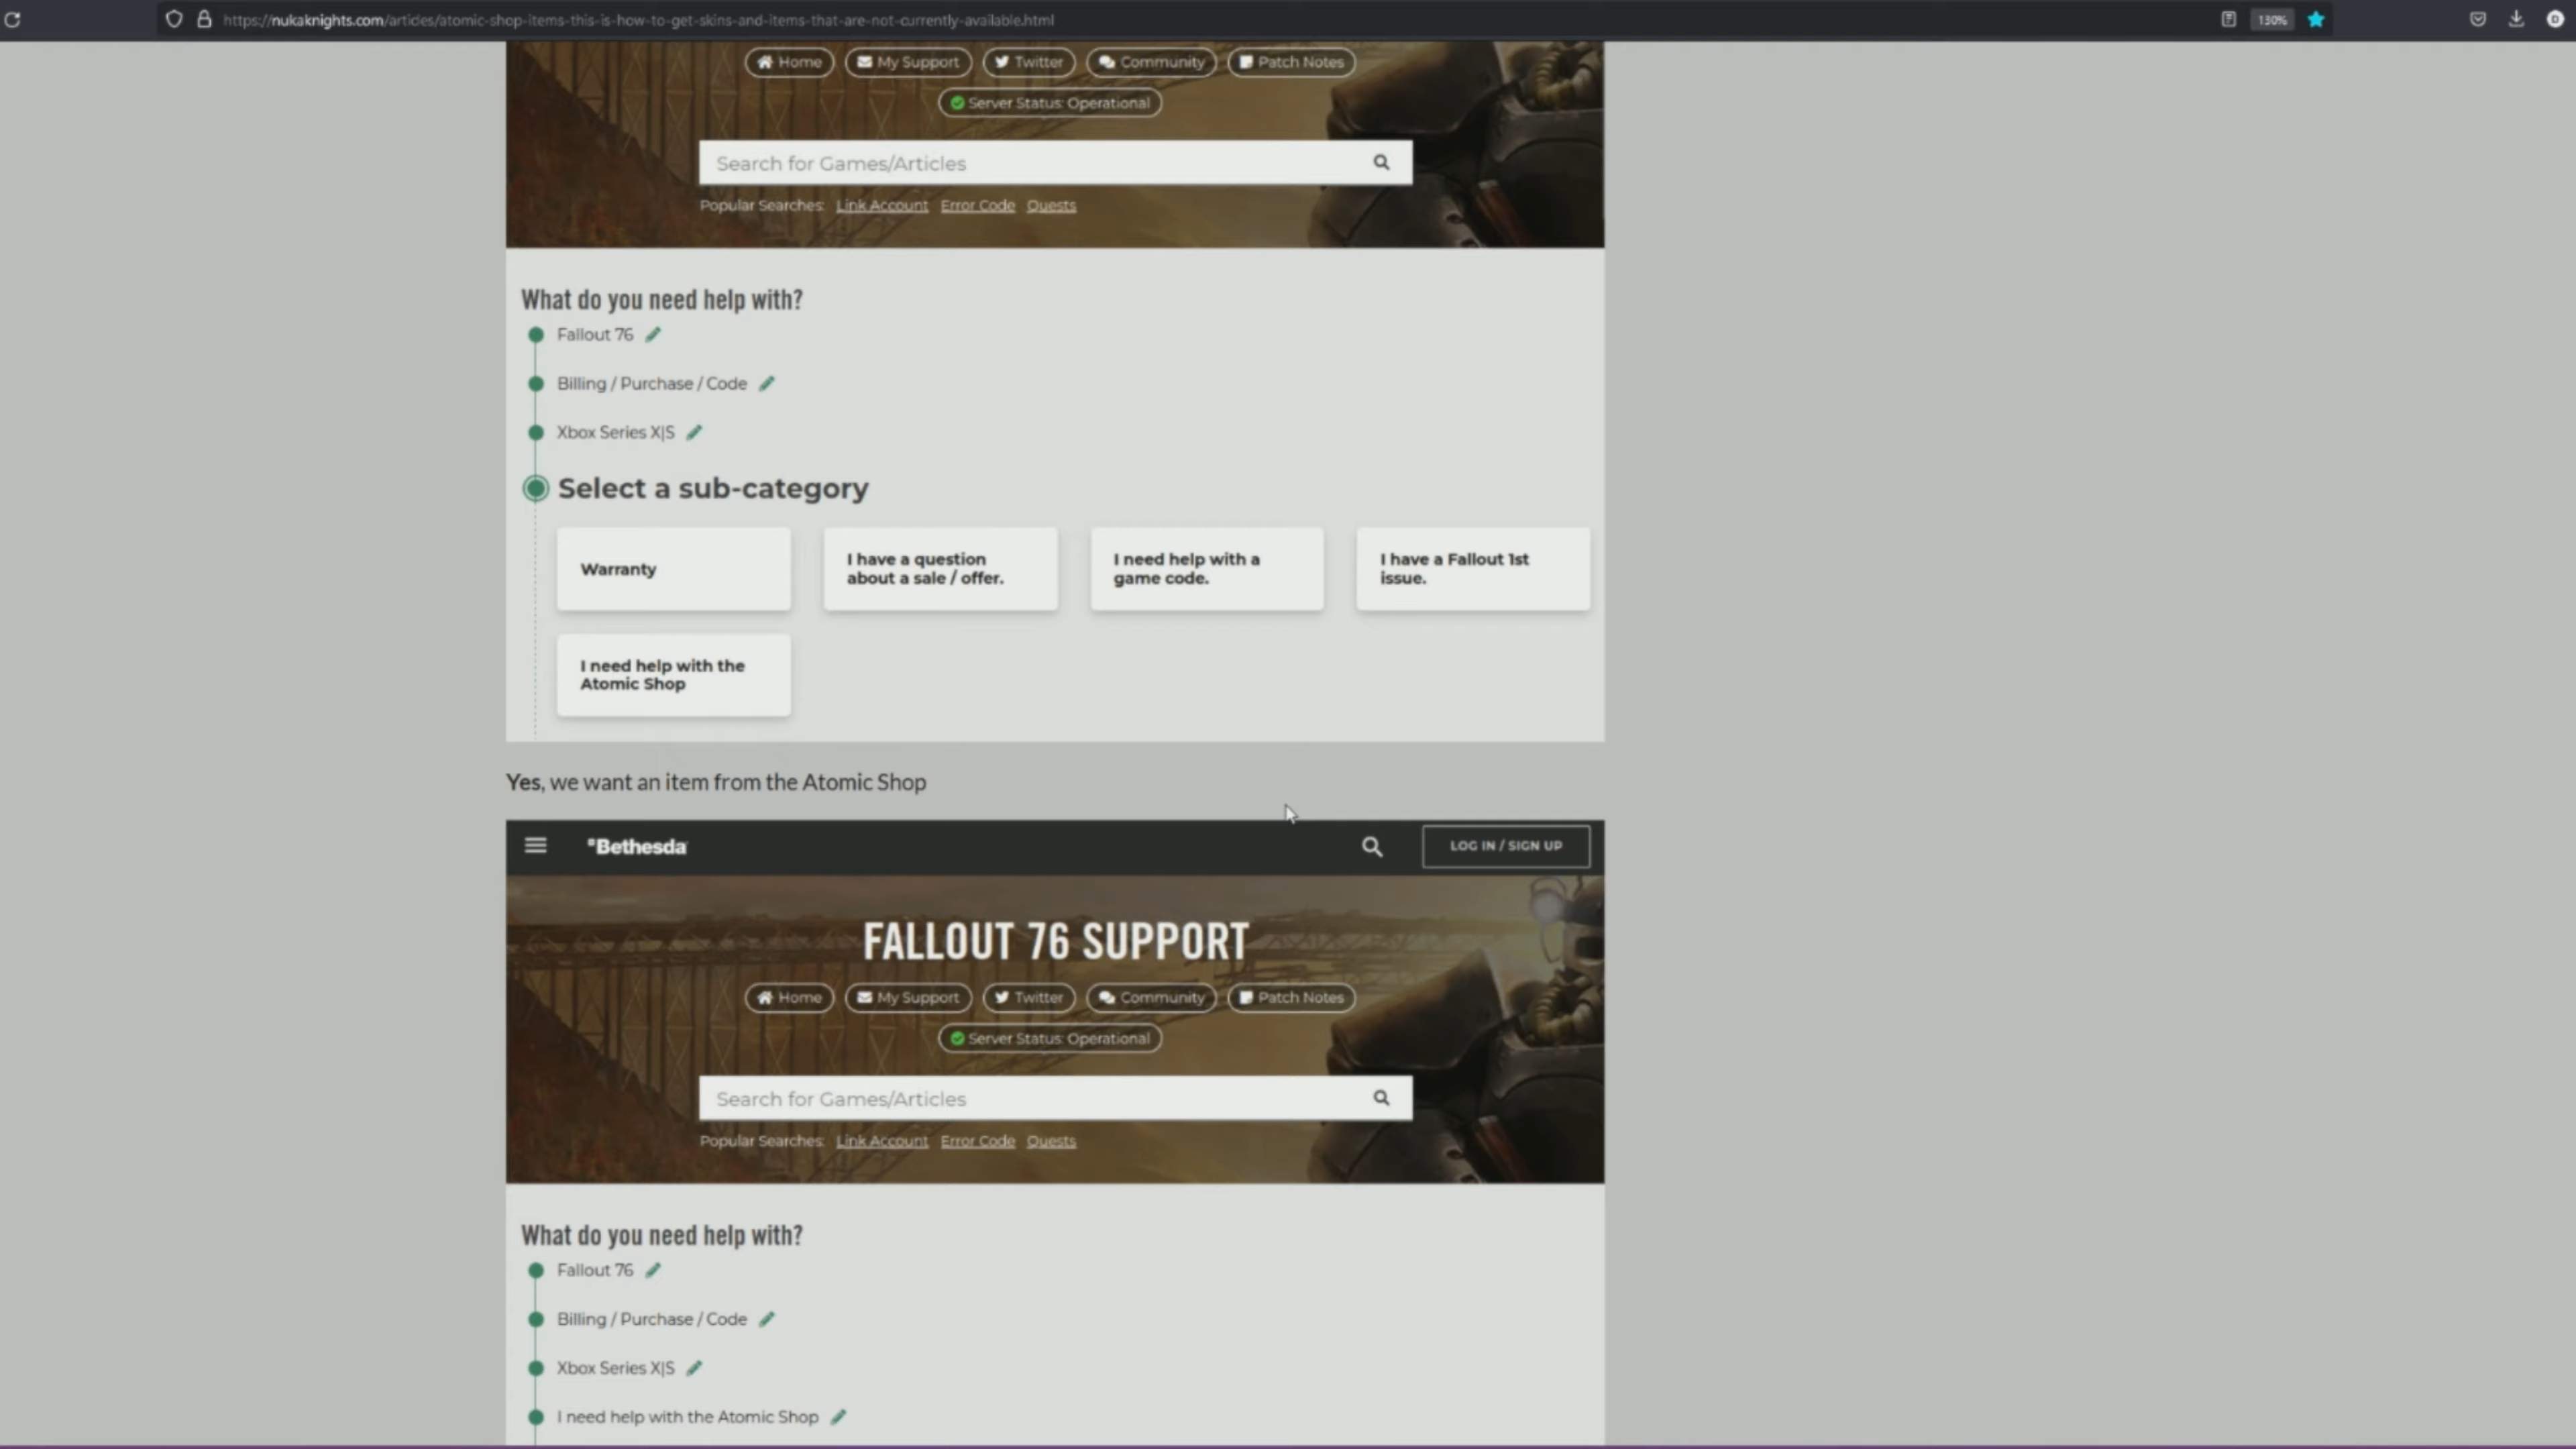 https://nukaknights.com/articles/atomic-shop-items-this-is-how-to-get-skins-and-items-that-are-not-currently-available.html
130%
D
Home
My Support
Twitter
Community
Patch Notes
Server Status: Operational
Search for Games/Articles
Popular Searches: Link Account Error Code Quests
What do you need help with?
Fallout 76
Billing / Purchase / Code
Xbox Series X|S
Select a sub-category
Warranty
I have a question
about a sale / offer.
I need help with a
game code.
I have a Fallout 1st
issue.
I need help with the
Atomic Shop
Yes, we want an item from the Atomic Shop
Bethesda
LOG IN / SIGN UP
FALLOUT 76 SUPPORT
Home
My Support
Twitter
Community
Patch Notes
Server Status: Operational
Search for Games/Articles
Popular Searches: Link Account Error Code Quests
What do you need help with?
Fallout 76
Billing / Purchase / Code
Xbox Series X|S
I need help with the Atomic Shop